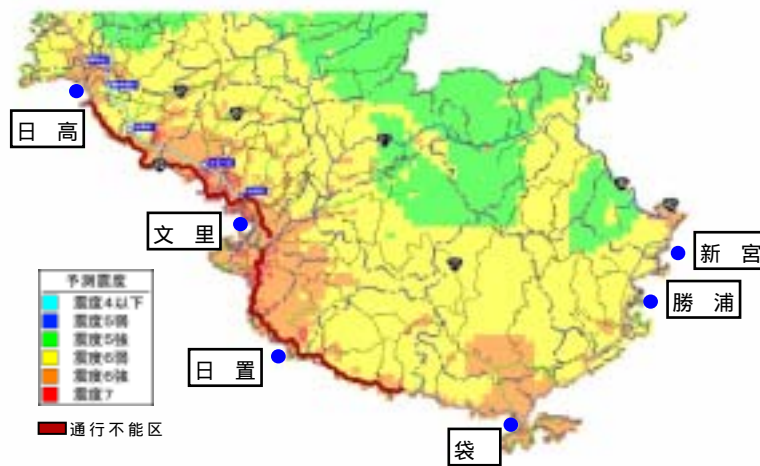 日 高
文 里
新 宮
勝 浦
予測震度
震度4以下
震度5弱
震度5強
震度6弱
震度6強
震度7
日 置
通行不能区
袋